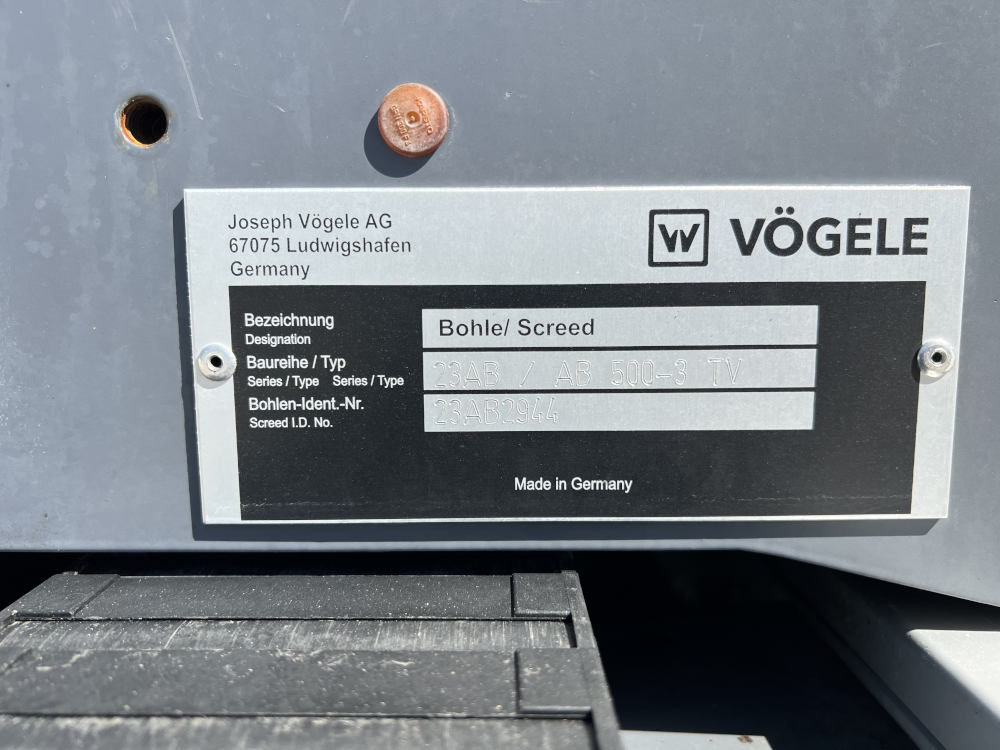 Joseph Vögele AG
67075 Ludwigshafen
Germany
VÖGELE
Bezeichnung
Designation
Bohle/ Screed
Baureihe / Typ
Series / Type Series / Type
23AB / AB 500-3 TV
Bohlen-Ident.-Nr.
Screed I.D. No.
23AB2944
Made in Germany